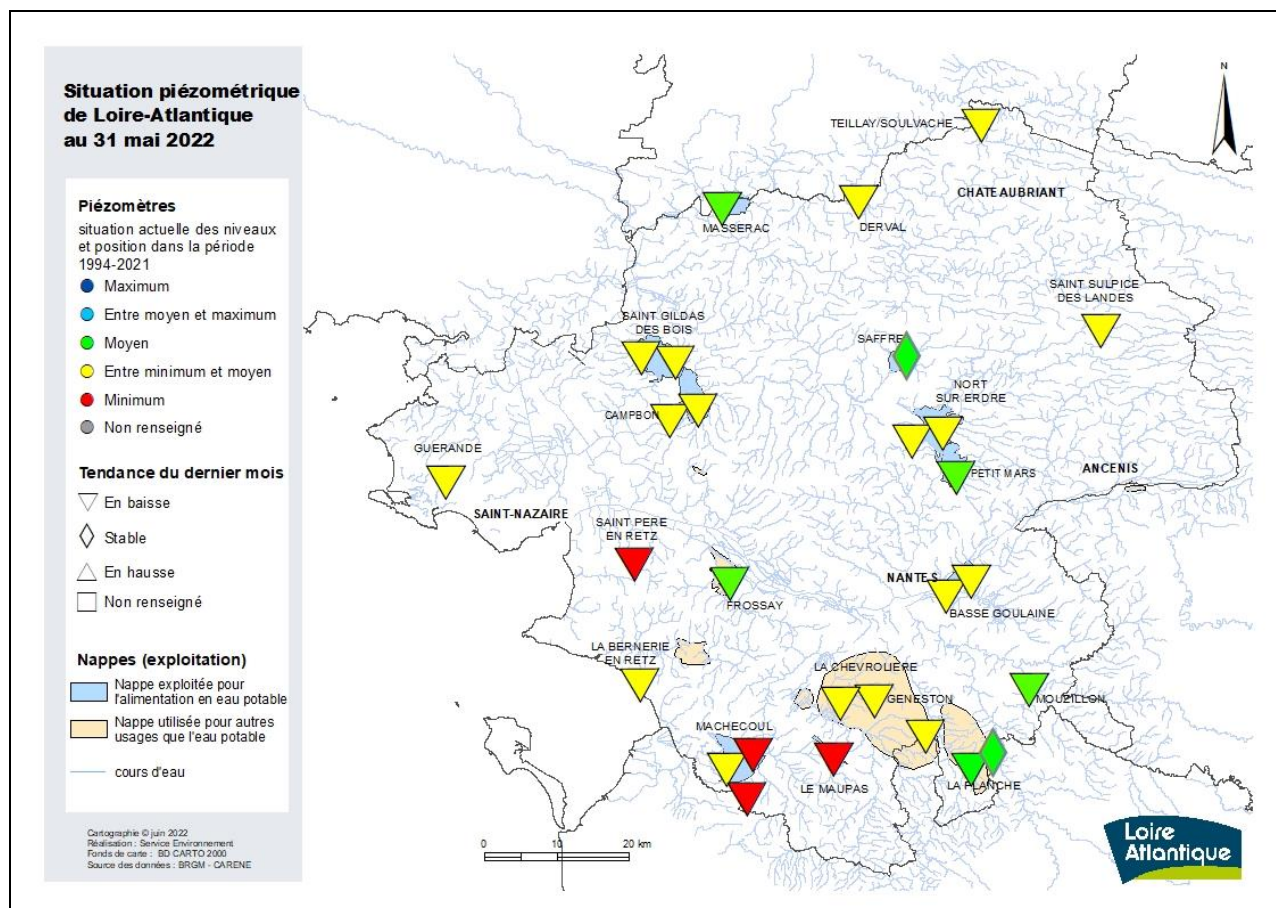 Situation piézométrique
de Loire-Atlantique
au 31 mai 2022
Piézomètres
situation actuelle des niveaux
et position dans la période
1994-2021
Maximum
Entre moyen et maximum
Moyen
Entre minimum et moyen
Minimum
Non renseigné
Tendance du dernier mois
En baisse
Stable
En hausse
Non renseigné
Nappes (exploitation)
Nappe exploitée pour
l'alimentation en eau potable
Nappe utilisée pour autres
usages que l'eau potable
cours d'eau
Cartographie © juin 2022
Réalisation : Service Environnement
Fonds de carte : BD CARTO 2000
Source des données : BRGM - CARENE
N
TEILLAY/SOULVACHE
CHATEAUBRIANT
MASSERAC
DERVAL
SAINT SULPICE
DES LANDES
SAINT GILDAS
DES BOIS
SAFFRE
NORT
SUR ERDRE
CAMPBON
GUERANDE
PETIT MARS
ANCENIS
SAINT-NAZAIRE
SAINT PERE
EN RETZ
FROSSAY
NANTES
BASSE GOULAINE
LA BERNERIE
EN RETZ
LA CHEVROLIERE
GENESTON
MOUZILLON
MACHECOUL
LE MAUPAS
LA PLANCHE
0 20 km
Loire
Atlantique